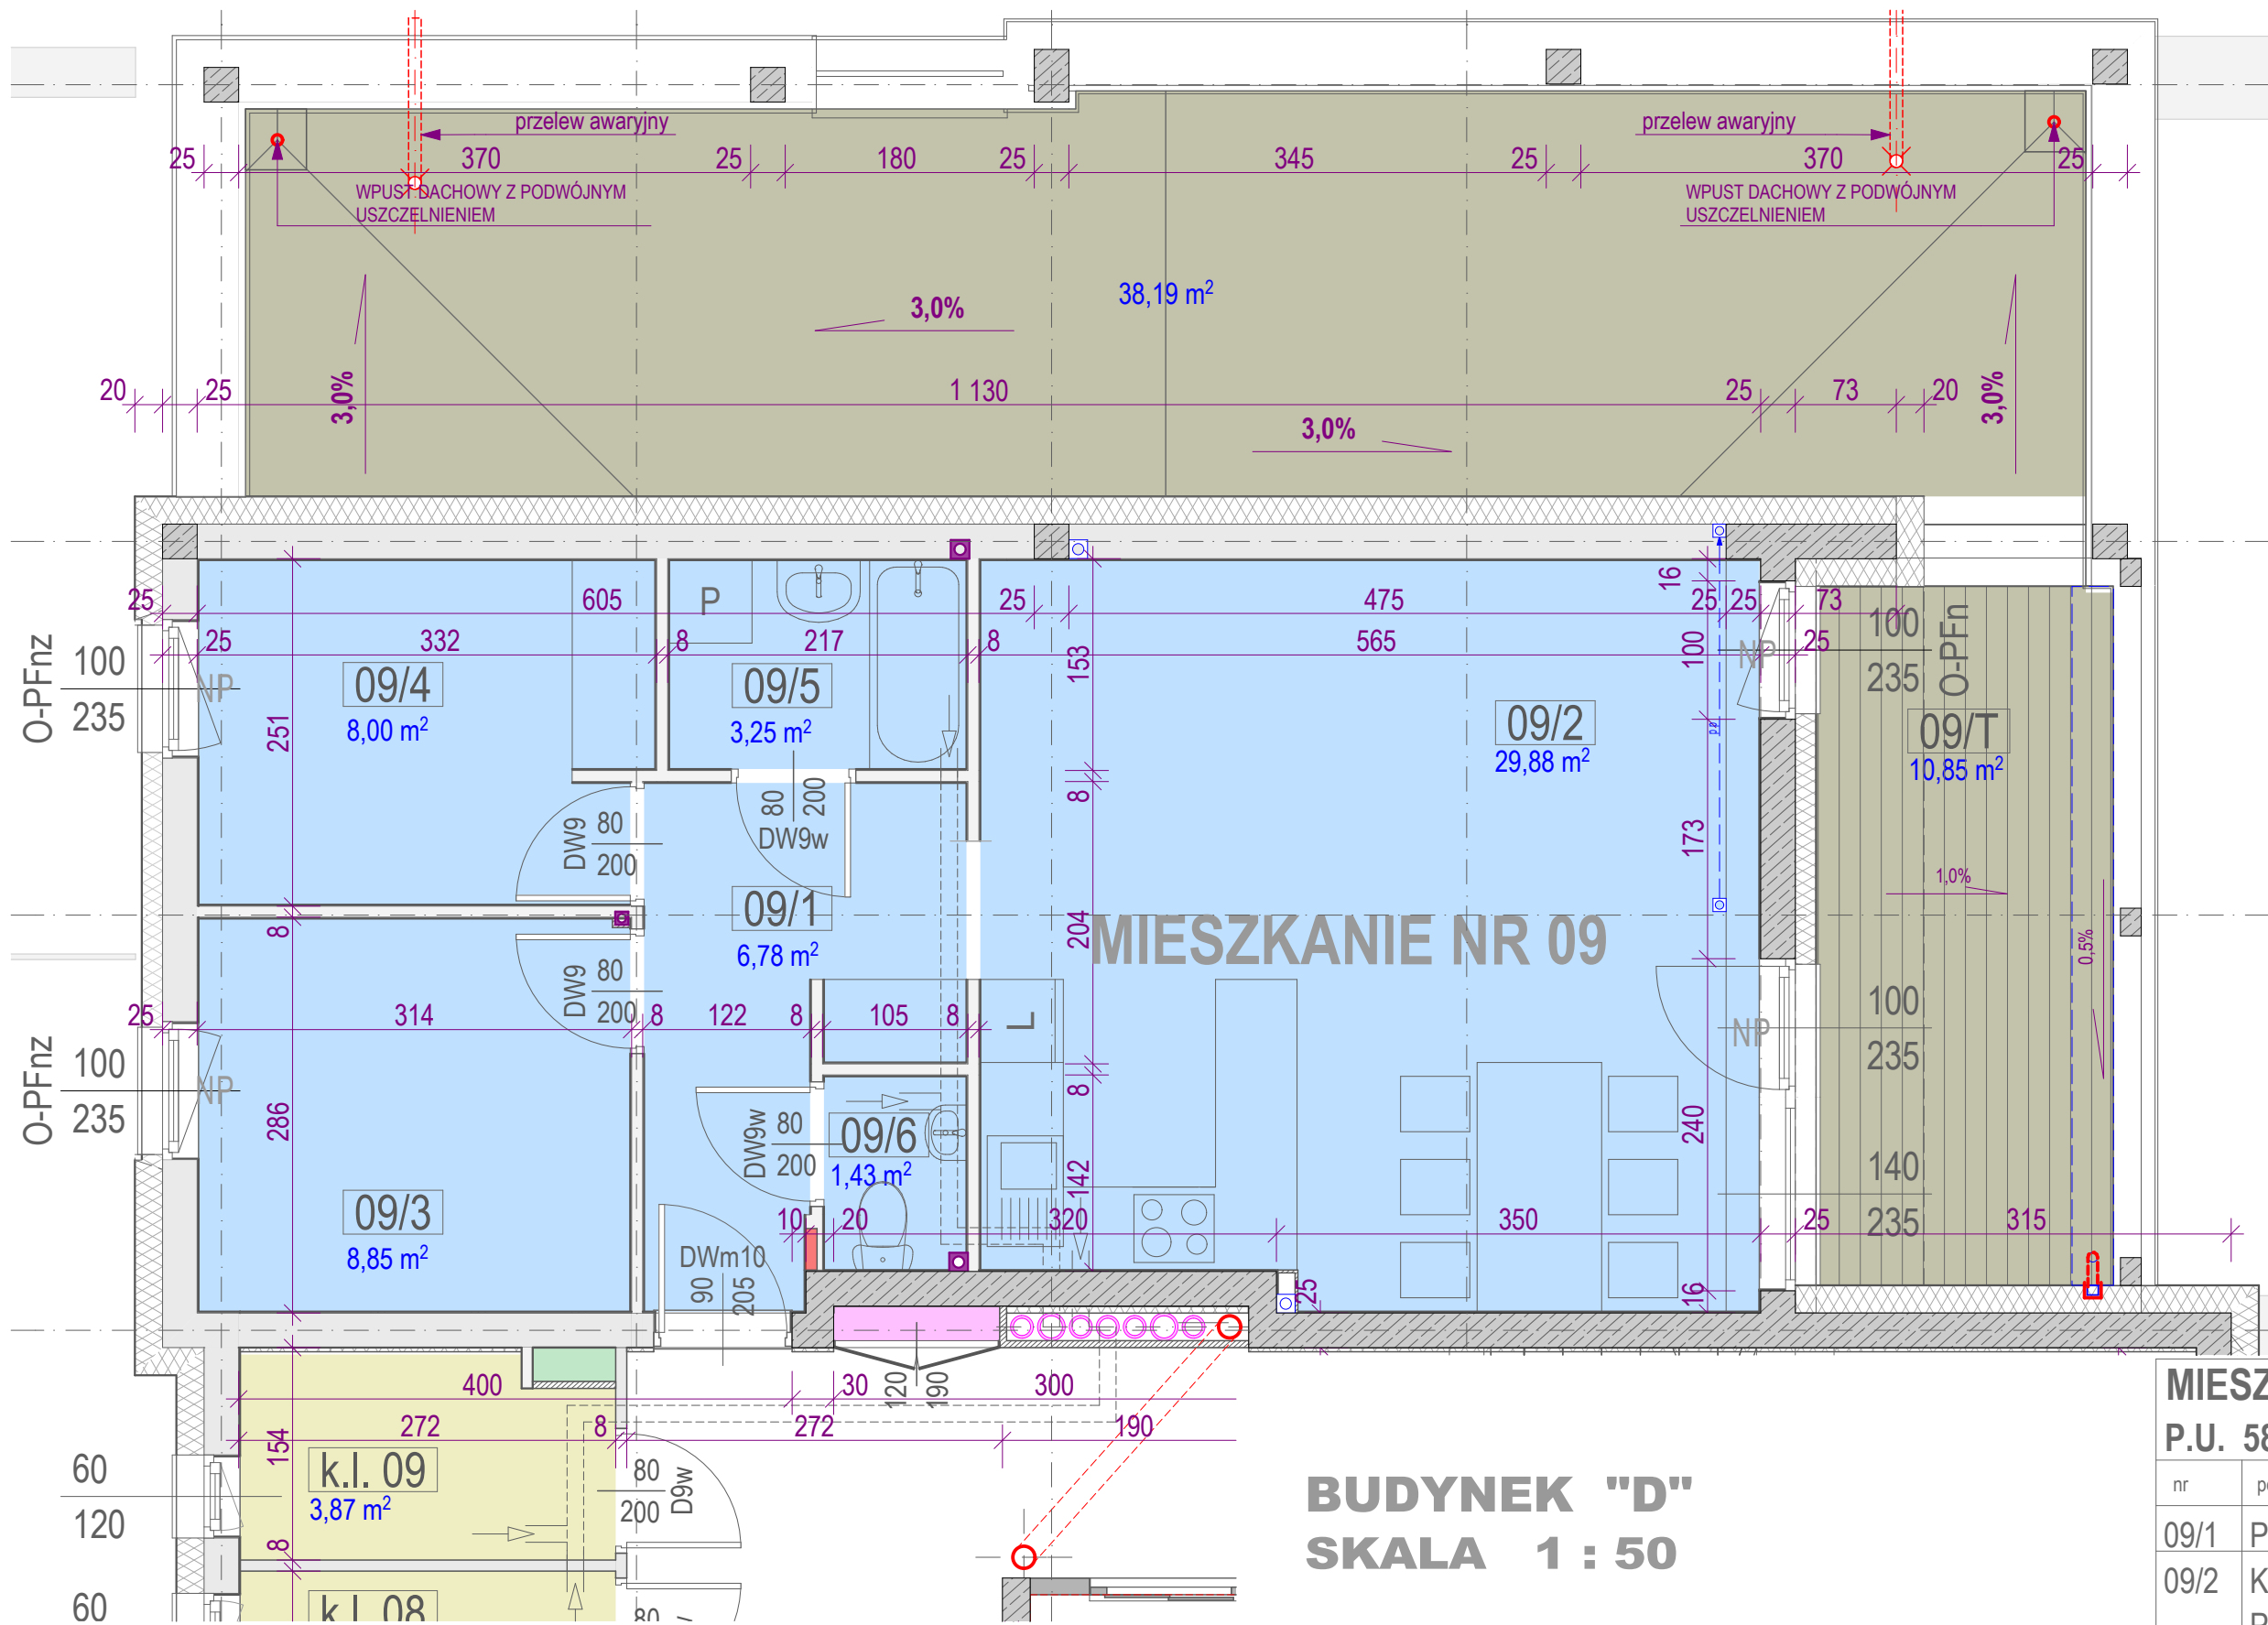 przelew awaryjny
przelew awaryjny
25 370 25 180 25 345 25 370 25
WPUST DACHOWY Z PODWÓJNYM
USZCZELNIENIEM
WPUST DACHOWY Z PODWÓJNYM
USZCZELNIENIEM
38,19 m²
3,0%
3,0%
3,0%
3,0%
20 25 1 130 25 73 20
25 605 25 475 25 25 73
25 332 8 217 8 565 25
O-PFnz
100
235
NP
09/4
8,00 m²
251
P
09/5
3,25 m²
80
200
DW9w
153
8
204
8
142
09/2
29,88 m²
16
100
173
240
16
NP
100
235
O-PFn
09/T
10,85 m²
1,0%
0,5%
DW9
80
200
09/1
6,78 m²
MIESZKANIE NR 09
8
DW9
80
200
25 314 8 122 8 105 8
L
O-PFnz
100
235
NP
286
NP
100
235
140
235
09/3
8,85 m²
DW9w
80
200
09/6
1,43 m²
10 20 320 350 25 315
DWm10
90
205
25
400 30 300
120
190
272 8 272 190
154
k.l. 09
3,87 m²
80
200
D9w
60
120
8
60
k.l. 08
80
BUDYNEK "D"
SKALA 1 : 50
MIESZ
P.U. 58
nr
09/1 P
09/2 K